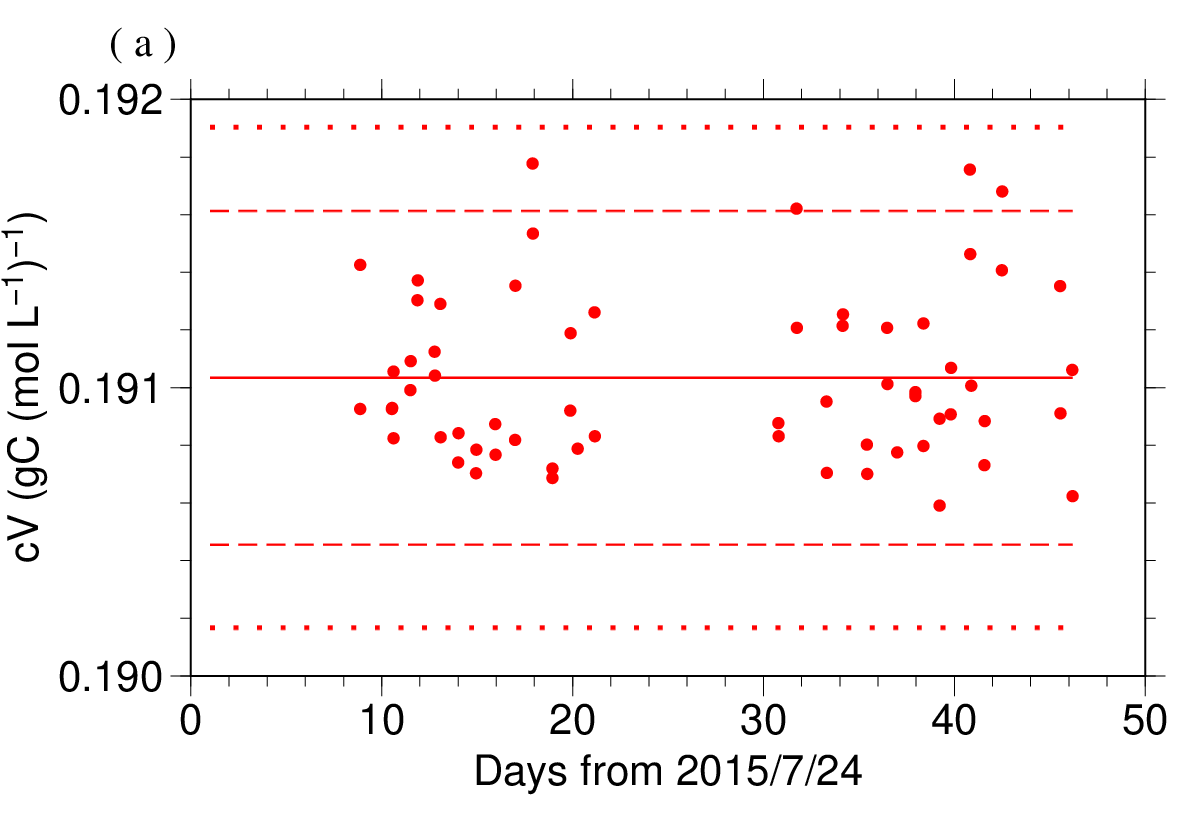 ( a )
0.192
0.191
0.190
cV (gC (mol L⁻¹)⁻¹)
0 10 20 30 40 50
Days from 2015/7/24